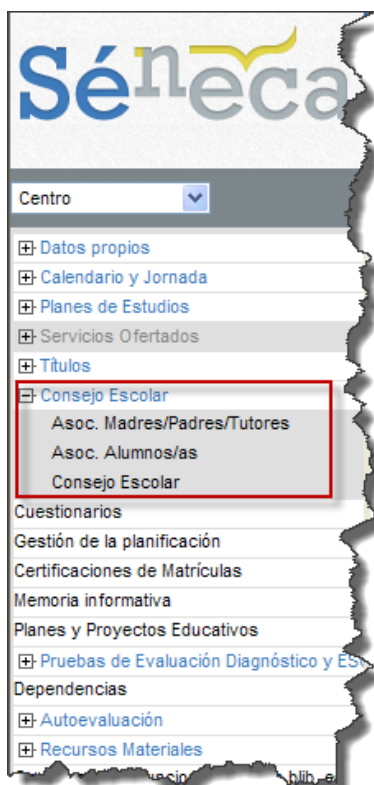 Séneca
Centro
Datos propios
Calendario y Jornada
Planes de Estudios
Servicios Ofertados
Títulos
Consejo Escolar
Asoc. Madres/Padres/Tutores
Asoc. Alumnos/as
Consejo Escolar
Cuestionarios
Gestión de la planificación
Certificaciones de Matrículas
Memoria informativa
Planes y Proyectos Educativos
Pruebas de Evaluación Diagnóstico y ES
Dependencias
Autoevaluación
Recursos Materiales